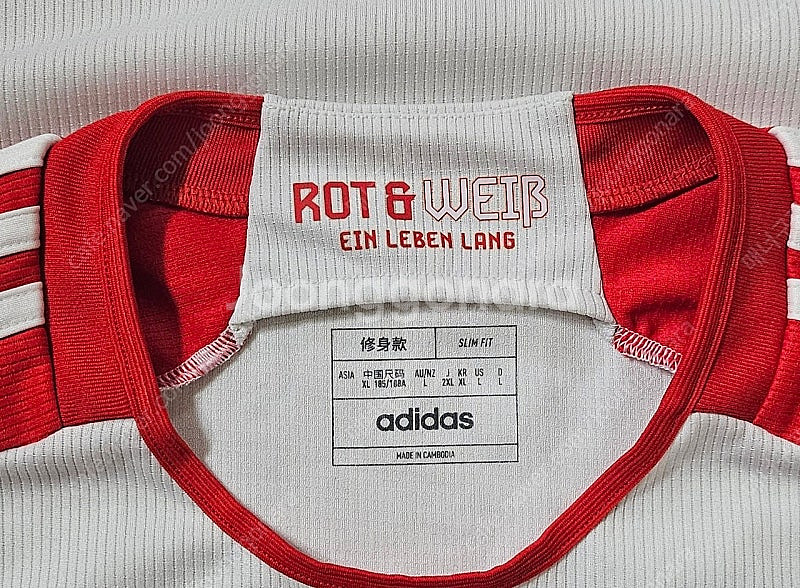 ROT & WEIß
EIN LEBEN LANG
修身款 SLIM FIT
ASIA 中国尺码 AU/NZ J KR US D
XL 185/108A L 2XL XL L L
adidas
MADE IN CAMBODIA